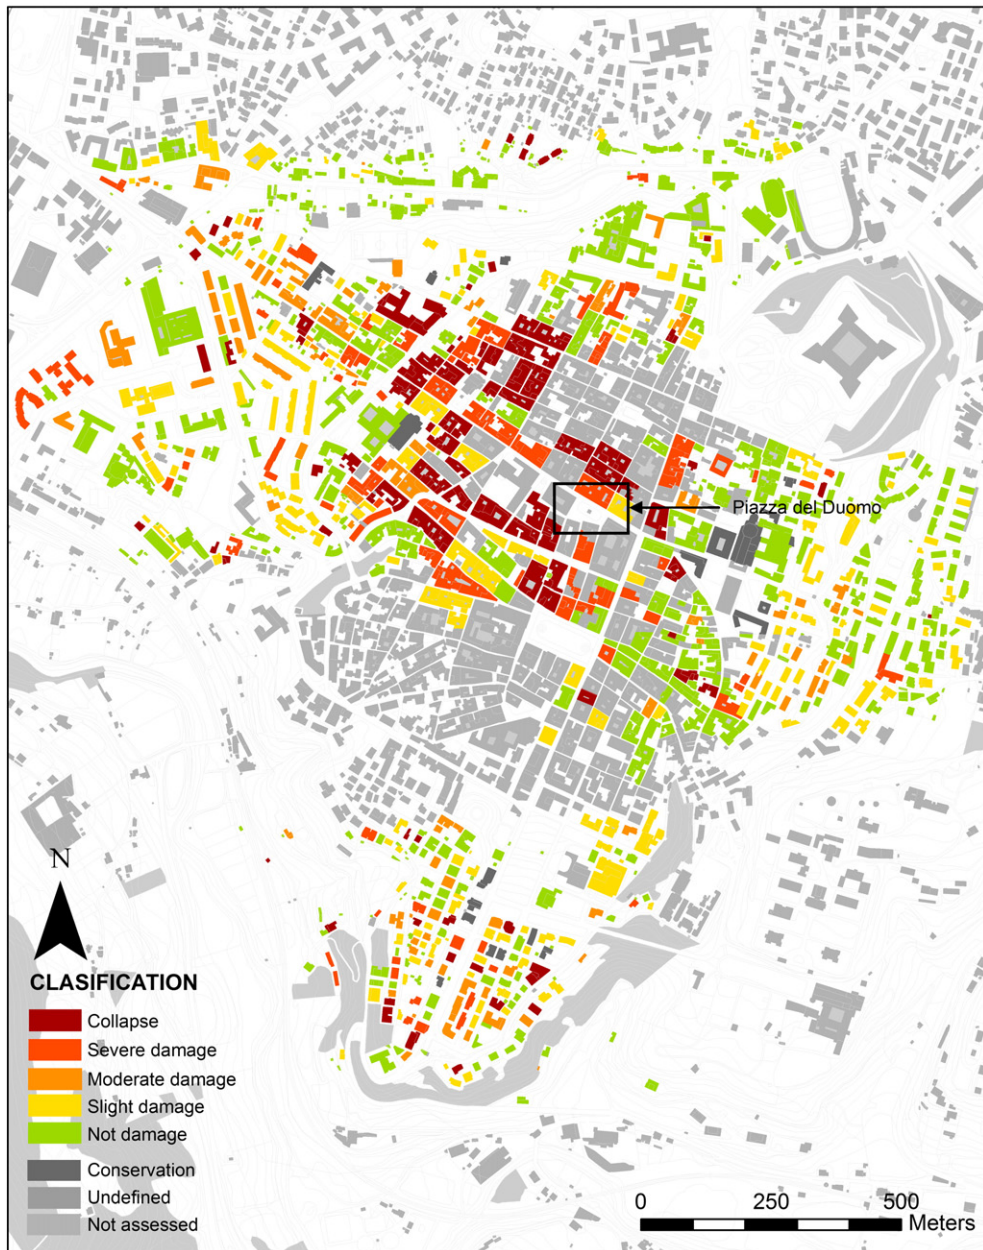 Piazza del Duomo
N
CLASIFICATION
Collapse
Severe damage
Moderate damage
Slight damage
Not damage
Conservation
Undefined
Not assessed
0 250 500
Meters